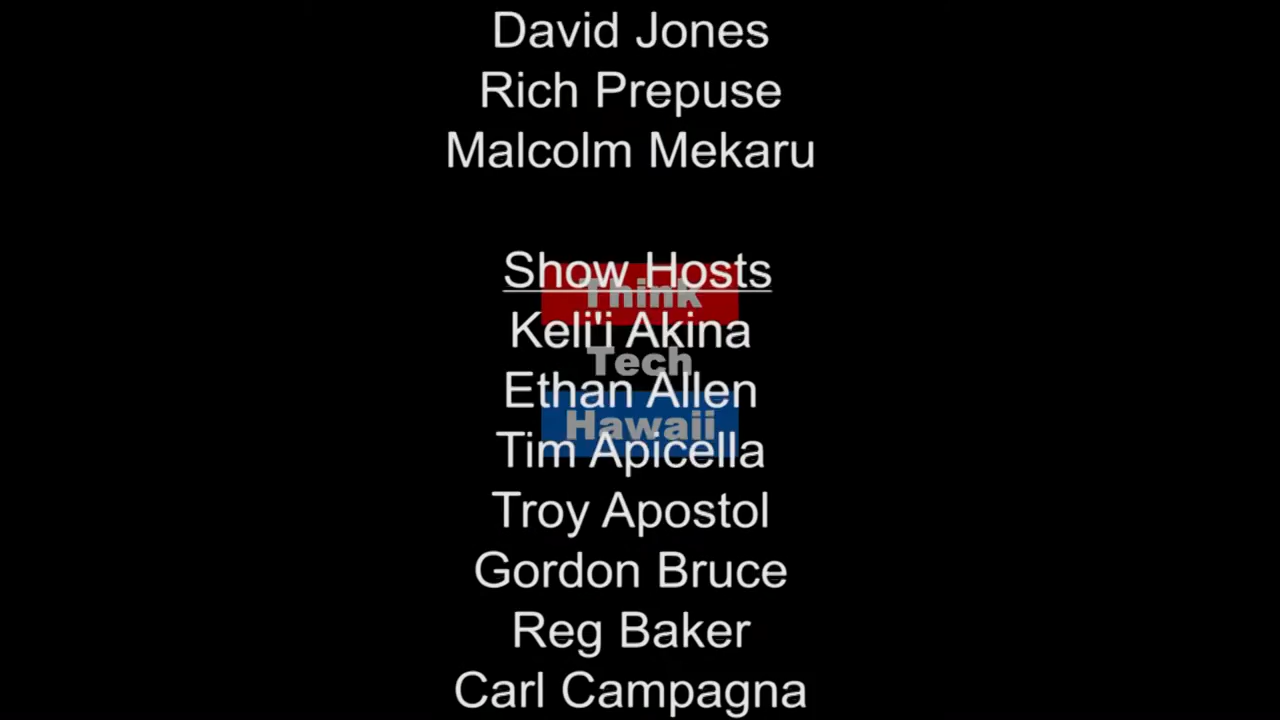 David Jones
Rich Prepuse
Malcolm Mekaru
Show Hosts
Think
Keli'i Akina
Tech
Ethan Allen
Hawaii
Tim Apicella
Troy Apostol
Gordon Bruce
Reg Baker
Carl Campagna